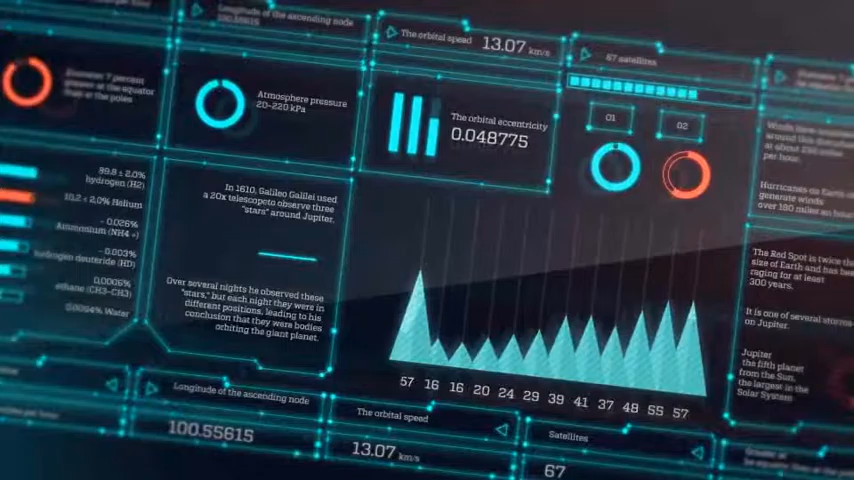 Longitude of the ascending node
100.55615
The orbital speed 13.07 km/s
67 satellites
Diameter 7 percent
greater at the equator
than at the poles
Atmosphere pressure
20-220 kPa
The orbital eccentricity
0.048775
01
02
Winds
around this
at about
per hour.
Hurricanes on Earth
generate winds
over 180 miles an
89.8 ± 2.0%
hydrogen (H2)
10.2 ± 2.0% Helium
~ 0.026%
Ammonium (NH4 +)
~ 0.003%
hydrogen deuteride (HD)
0.0006%
ethane (CH3-CH3)
0.0004% Water
In 1610, Galileo Galilei used
a 20x telescopeto observe three
"stars" around Jupiter.
Over several nights he observed these
"stars," but each night they were in
different positions, leading to his
conclusion that they were bodies
orbiting the giant planet.
The Red Spot is twice the
size of Earth and has been
raging for at least
300 years.
It is one of several storms
on Jupiter.
Jupiter
the fifth planet
from the Sun,
the largest in the
Solar System.
57 16 16 20 24 29 39 41 37 48 55 57
Longitude of the ascending node
100.55615
The orbital speed
13.07 km/s
Satellites
67